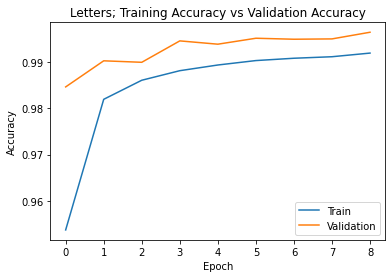 Letters; Training Accuracy vs Validation Accuracy
Accuracy
0.99
0.98
0.97
0.96
Train
Validation
0 1 2 3 4 5 6 7 8
Epoch